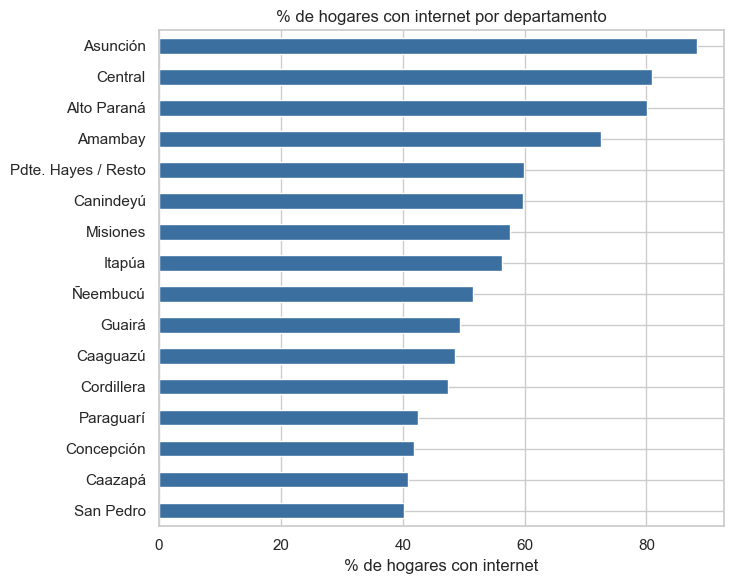 % de hogares con internet por departamento
Asunción
Central
Alto Paraná
Amambay
Pdte. Hayes / Resto
Canindeyú
Misiones
Itapúa
Ñeembucú
Guairá
Caaguazú
Cordillera
Paraguarí
Concepción
Caazapá
San Pedro
0 20 40 60 80
% de hogares con internet